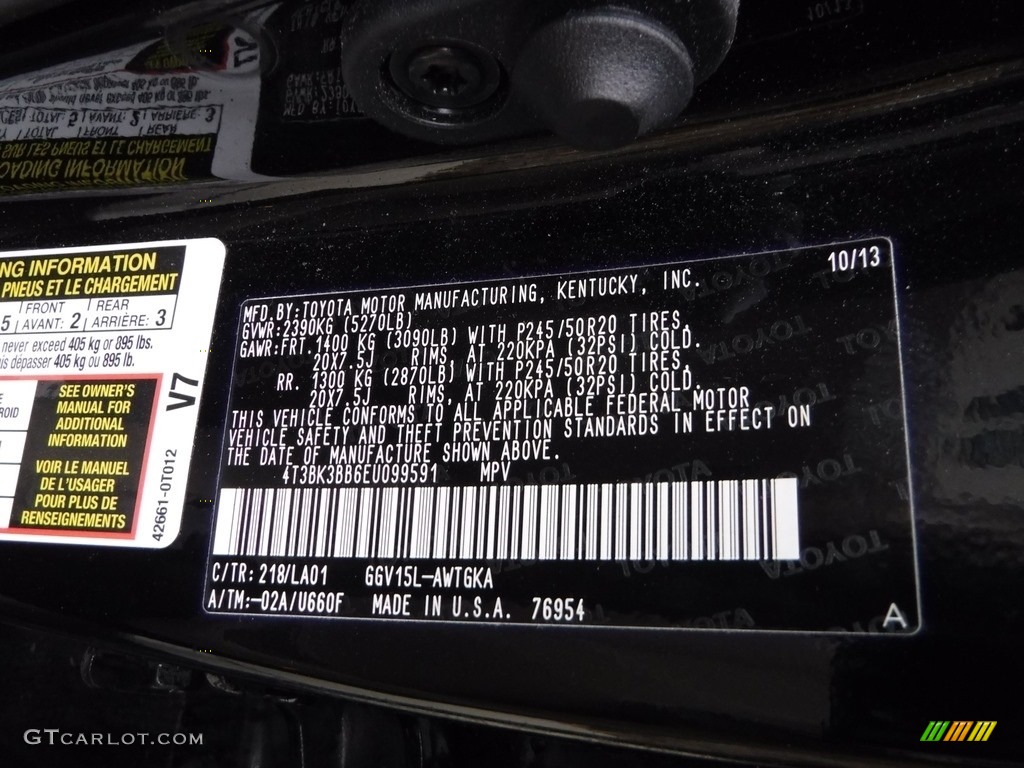 NG INFORMATION
PNEUS ET LE CHARGEMENT
5 FRONT AVANT: 2 REAR ARRIÈRE: 3
never exceed 405 kg or 895 lbs.
dépasser 405 kg ou 895 lb.
SEE OWNER'S
MANUAL FOR
ADDITIONAL
INFORMATION
VOIR LE MANUEL
DE L'USAGER
POUR PLUS DE
RENSEIGNEMENTS
V7
42661-0T012
10/13
MFD.BY:TOYOTA MOTOR MANUFACTURING, KENTUCKY, INC.
GVWR:2390KG (5270LB)
GAWR:FRT.1400 KG (3090LB) WITH P245/50R20 TIRES,
20X7.5J RIMS, AT 220KPA (32PSI) COLD.
RR. 1300 KG (2870LB) WITH P245/50R20 TIRES,
20X7.5J RIMS, AT 220KPA (32PSI) COLD.
THIS VEHICLE CONFORMS TO ALL APPLICABLE FEDERAL MOTOR
VEHICLE SAFETY AND THEFT PREVENTION STANDARDS IN EFFECT ON
THE DATE OF MANUFACTURE SHOWN ABOVE.
4T3BK3BB6EU099591 MPV
C/TR:218/LA01 GGV15L-AWTGKA
A/TM:-02A/U660F MADE IN U.S.A. 76954
A
GTCARLOT.COM